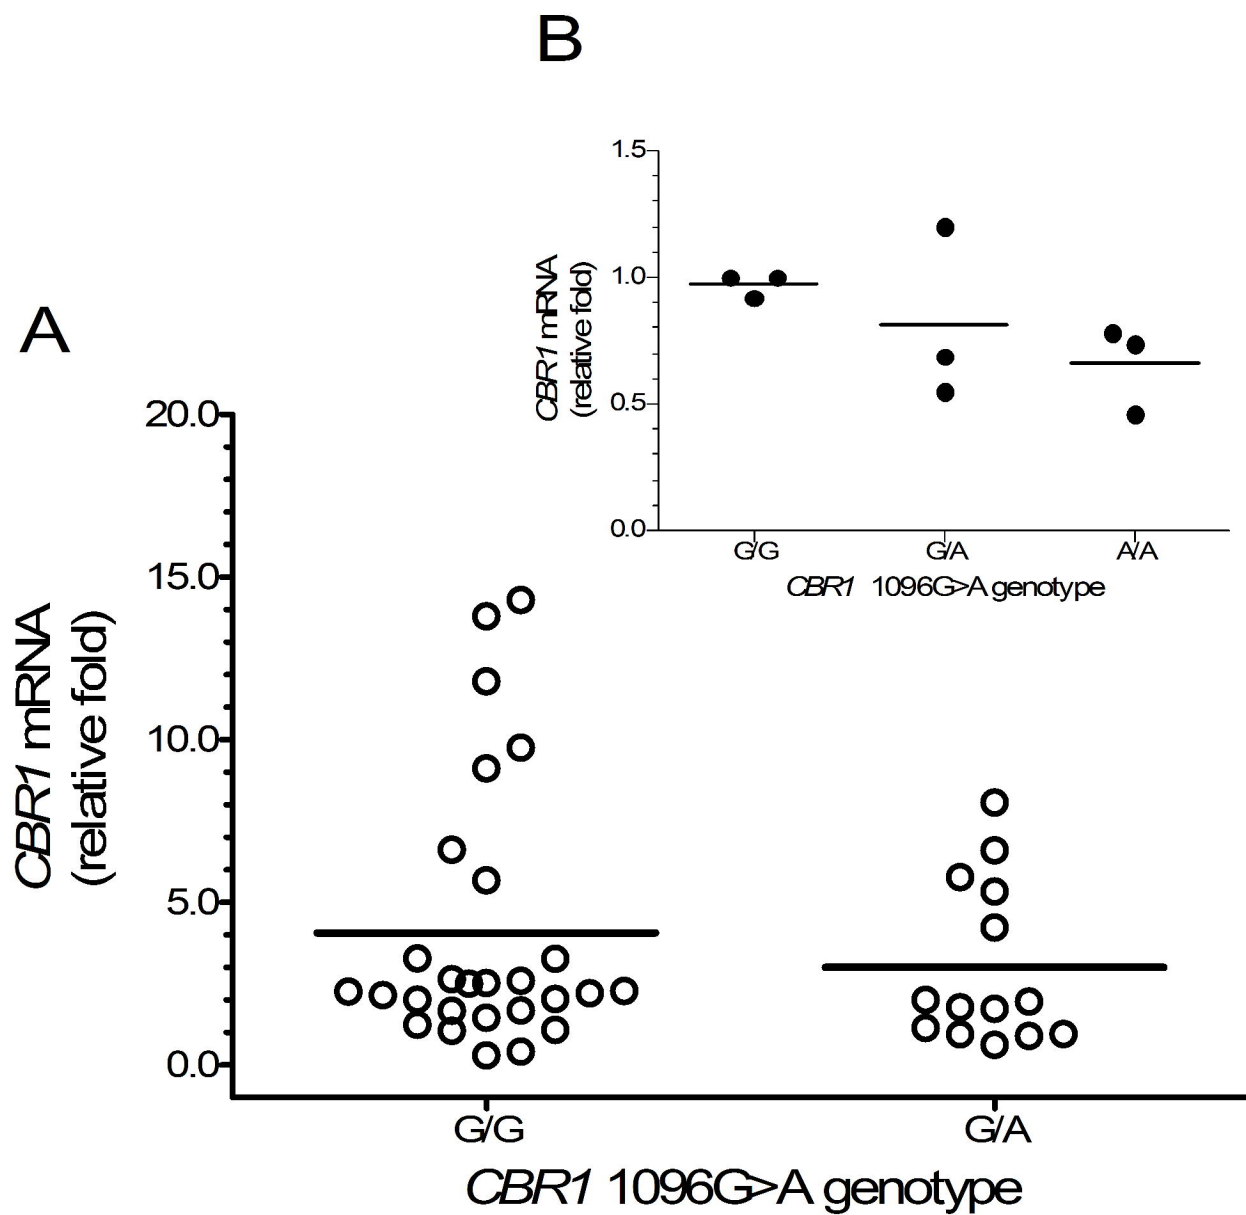 B
1.5
1.0
0.5
0.0
CBR1 mRNA
(relative fold)
G/G G/A A/A
CBR1 1096G>A genotype
A
20.0
15.0
10.0
5.0
0.0
CBR1 mRNA
(relative fold)
G/G G/A
CBR1 1096G>A genotype